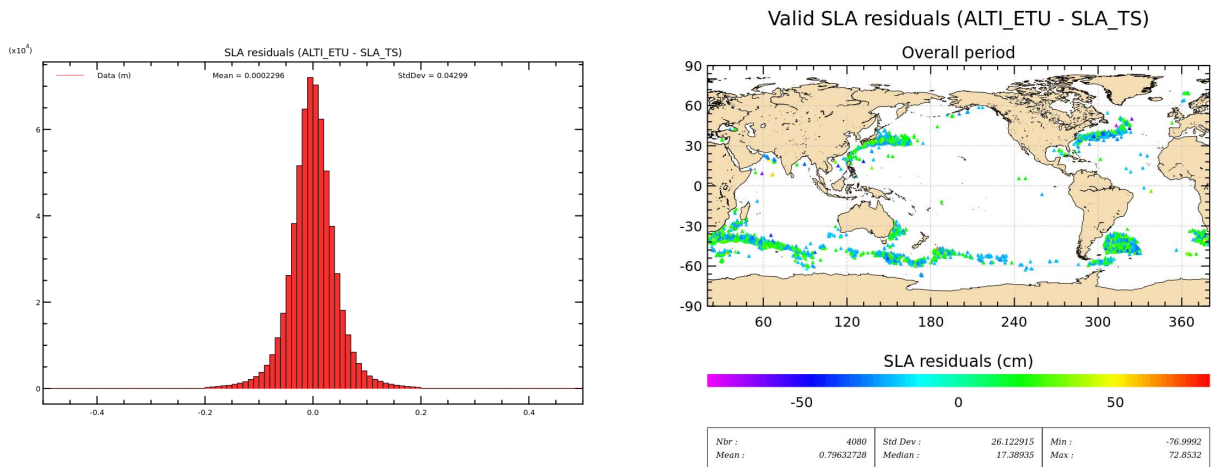 SLA residuals (ALTI_ETU - SLA_TS)
(x10⁴)
Data (m) Mean = 0.0002296 StdDev = 0.04299
6
4
2
0
-0.4 -0.2 0.0 0.2 0.4
Valid SLA residuals (ALTI_ETU - SLA_TS)
Overall period
90
60
30
0
-30
-60
-90
60 120 180 240 300 360
SLA residuals (cm)
-50 0 50
Nbr : 4080 Std Dev : 26.122915 Min : -76.9992
Mean : 0.79632728 Median : 17.38935 Max : 72.8532